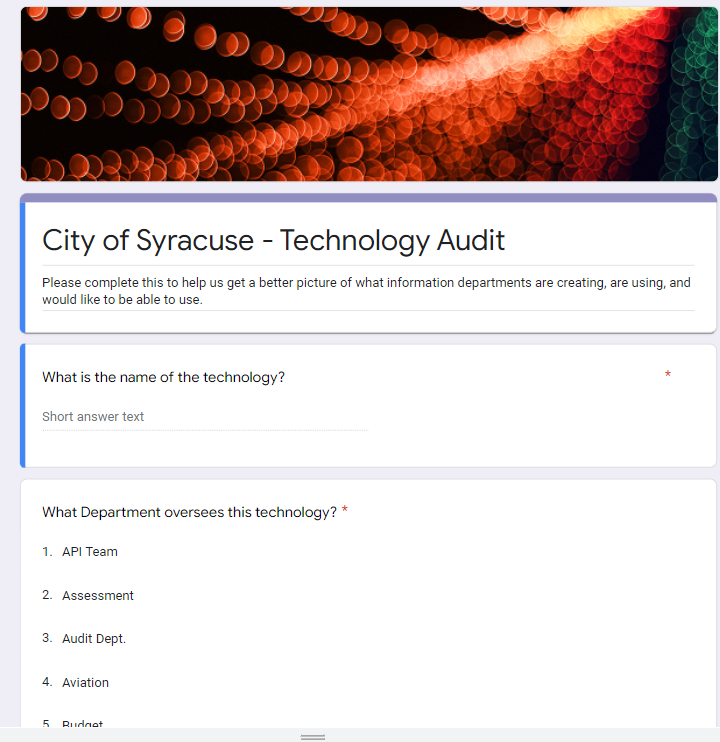 City of Syracuse - Technology Audit
Please complete this to help us get a better picture of what information departments are creating, are using, and
would like to be able to use.
What is the name of the technology? *
Short answer text
What Department oversees this technology? *
1. API Team
2. Assessment
3. Audit Dept.
4. Aviation
5. Budget